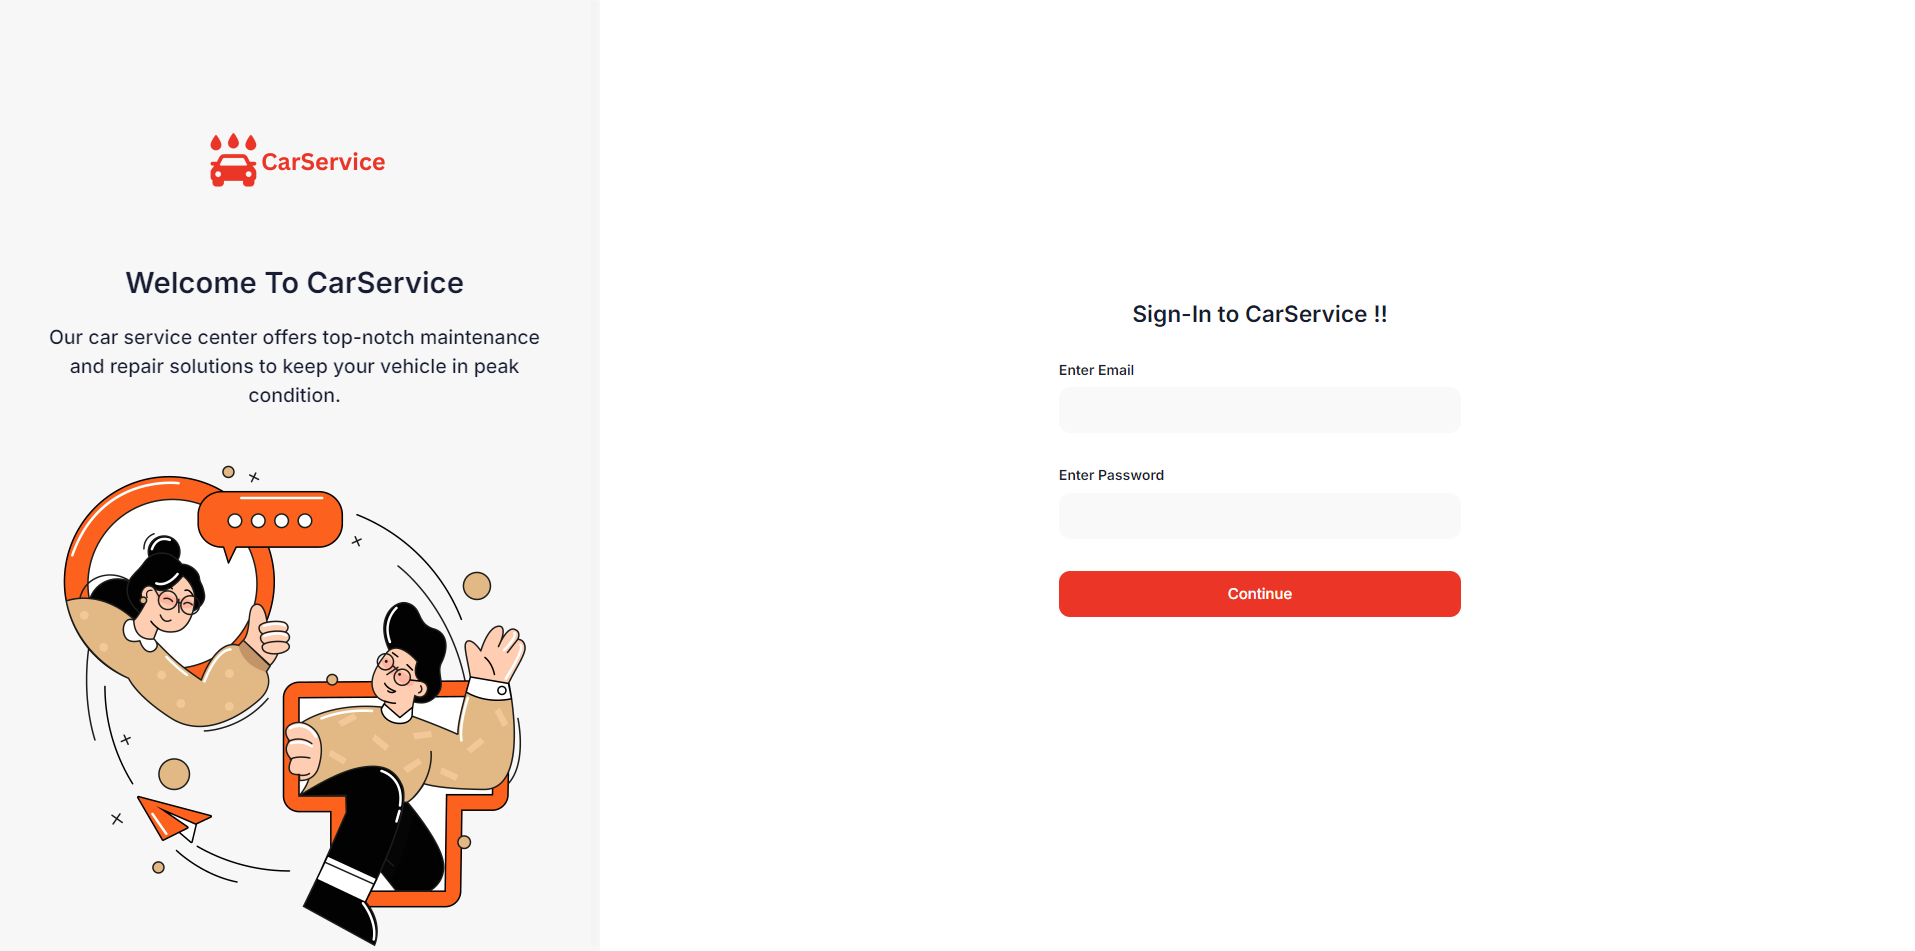 CarService
Welcome To CarService
Our car service center offers top-notch maintenance
and repair solutions to keep your vehicle in peak
condition.
Sign-In to CarService !!
Enter Email
Enter Password
Continue